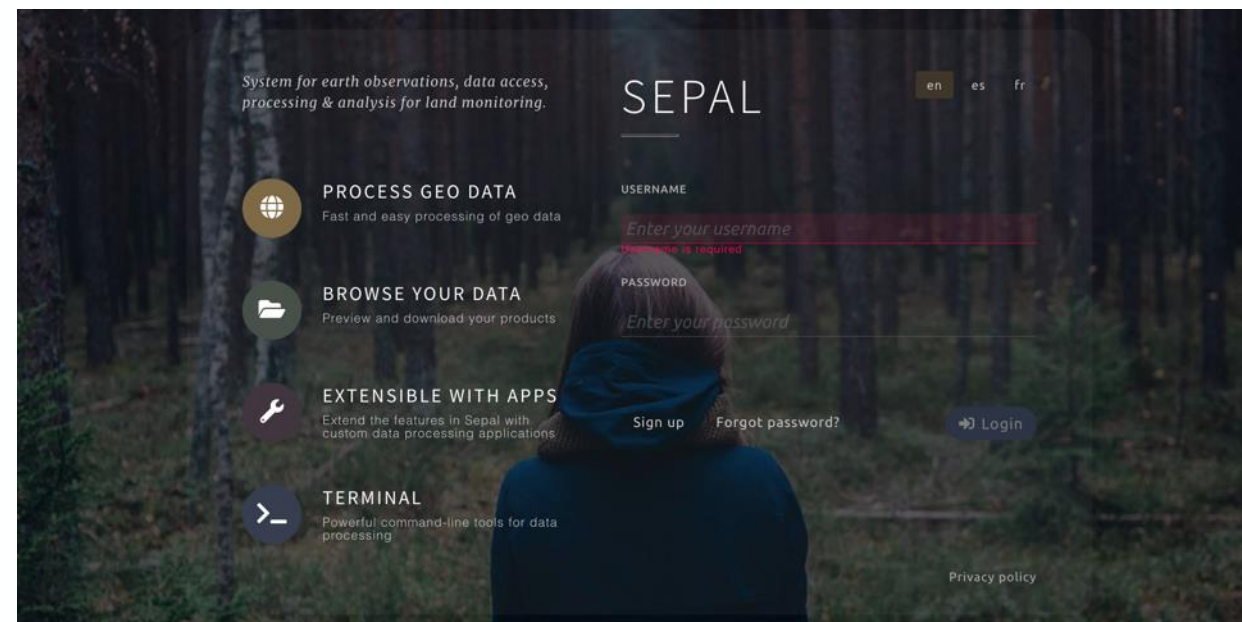 System for earth observations, data access,
processing & analysis for land monitoring.
PROCESS GEO DATA
Fast and easy processing of geo data
BROWSE YOUR DATA
Preview and download your products
EXTENSIBLE WITH APPS
Extend the features in Sepal with
custom data processing applications
TERMINAL
Powerful command-line tools for data
processing
SEPAL
en es fr
USERNAME
Enter your username
Username is required
PASSWORD
Enter your password
Sign up Forgot password? Login
Privacy policy